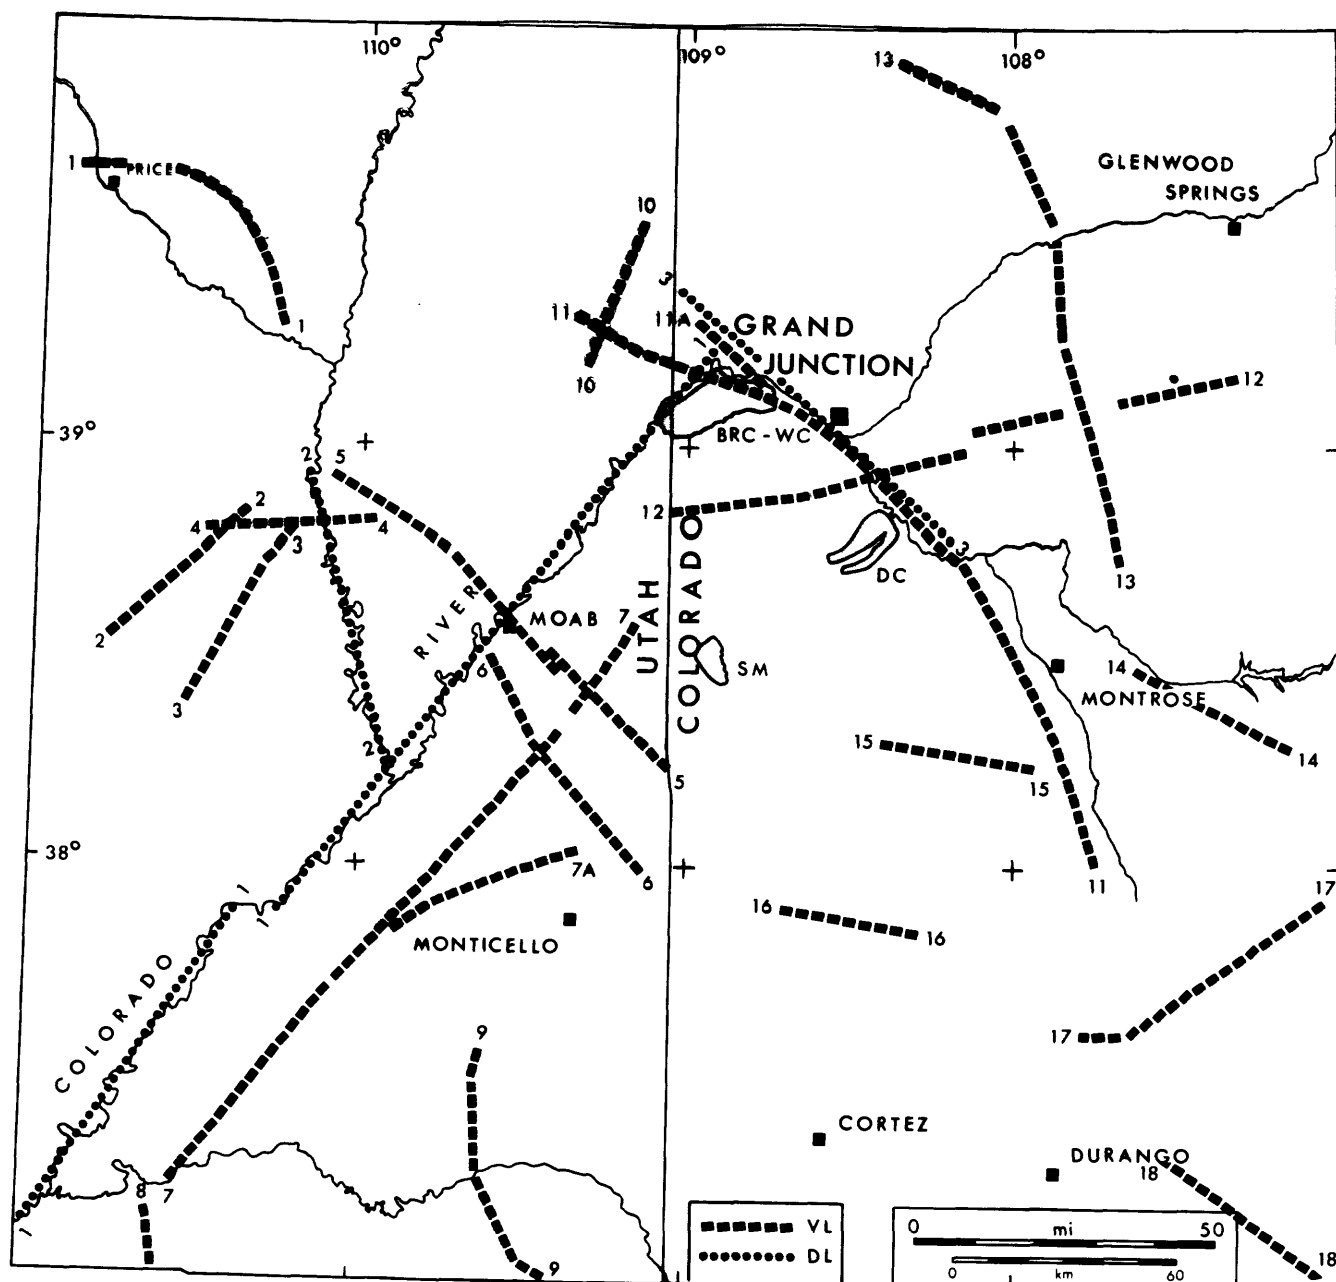 110°
109°
108°
13
GLENWOOD
SPRINGS
1
PRICE
10
3
11
11A
1
GRAND
JUNCTION
1
10
12
39°
BRC-WC
2
5
2
4
4
3
12
3
DC
13
UTAH
COLORADO
RIVER
MOAB
7
2
6
SM
14
MONTROSE
3
2
15
14
5
15
38°
7A
6
11
17
1
1
16
16
MONTICELLO
COLORADO
9
17
CORTEZ
DURANGO
18
8
7
1
9
VL
DL
0
mi
50
0
km
60
18